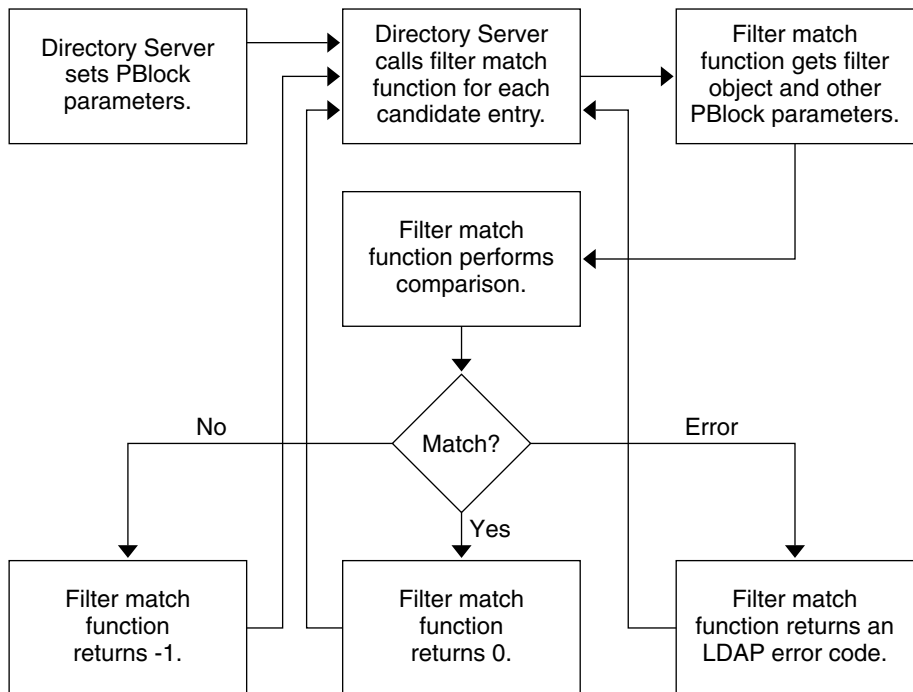 Directory Server
sets PBlock
parameters.
Directory Server
calls filter match
function for each
candidate entry.
Filter match
function gets filter
object and other
PBlock parameters.
Filter match
function performs
comparison.
Match?
No
Error
Yes
Filter match
function
returns -1.
Filter match
function
returns 0.
Filter match
function returns an
LDAP error code.